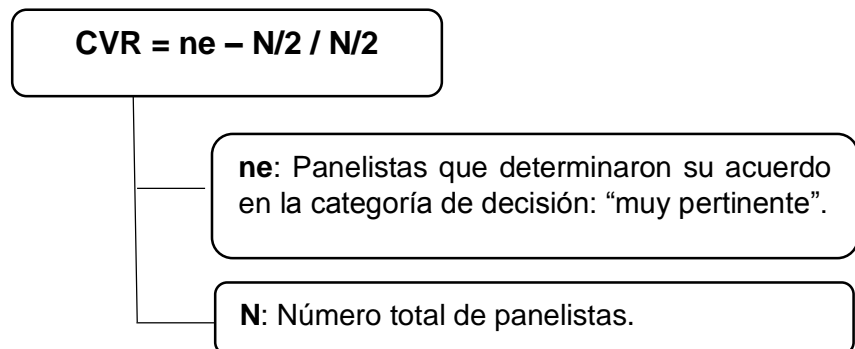 CVR = ne – N/2 / N/2
ne: Panelistas que determinaron su acuerdo
en la categoría de decisión: “muy pertinente”.
N: Número total de panelistas.